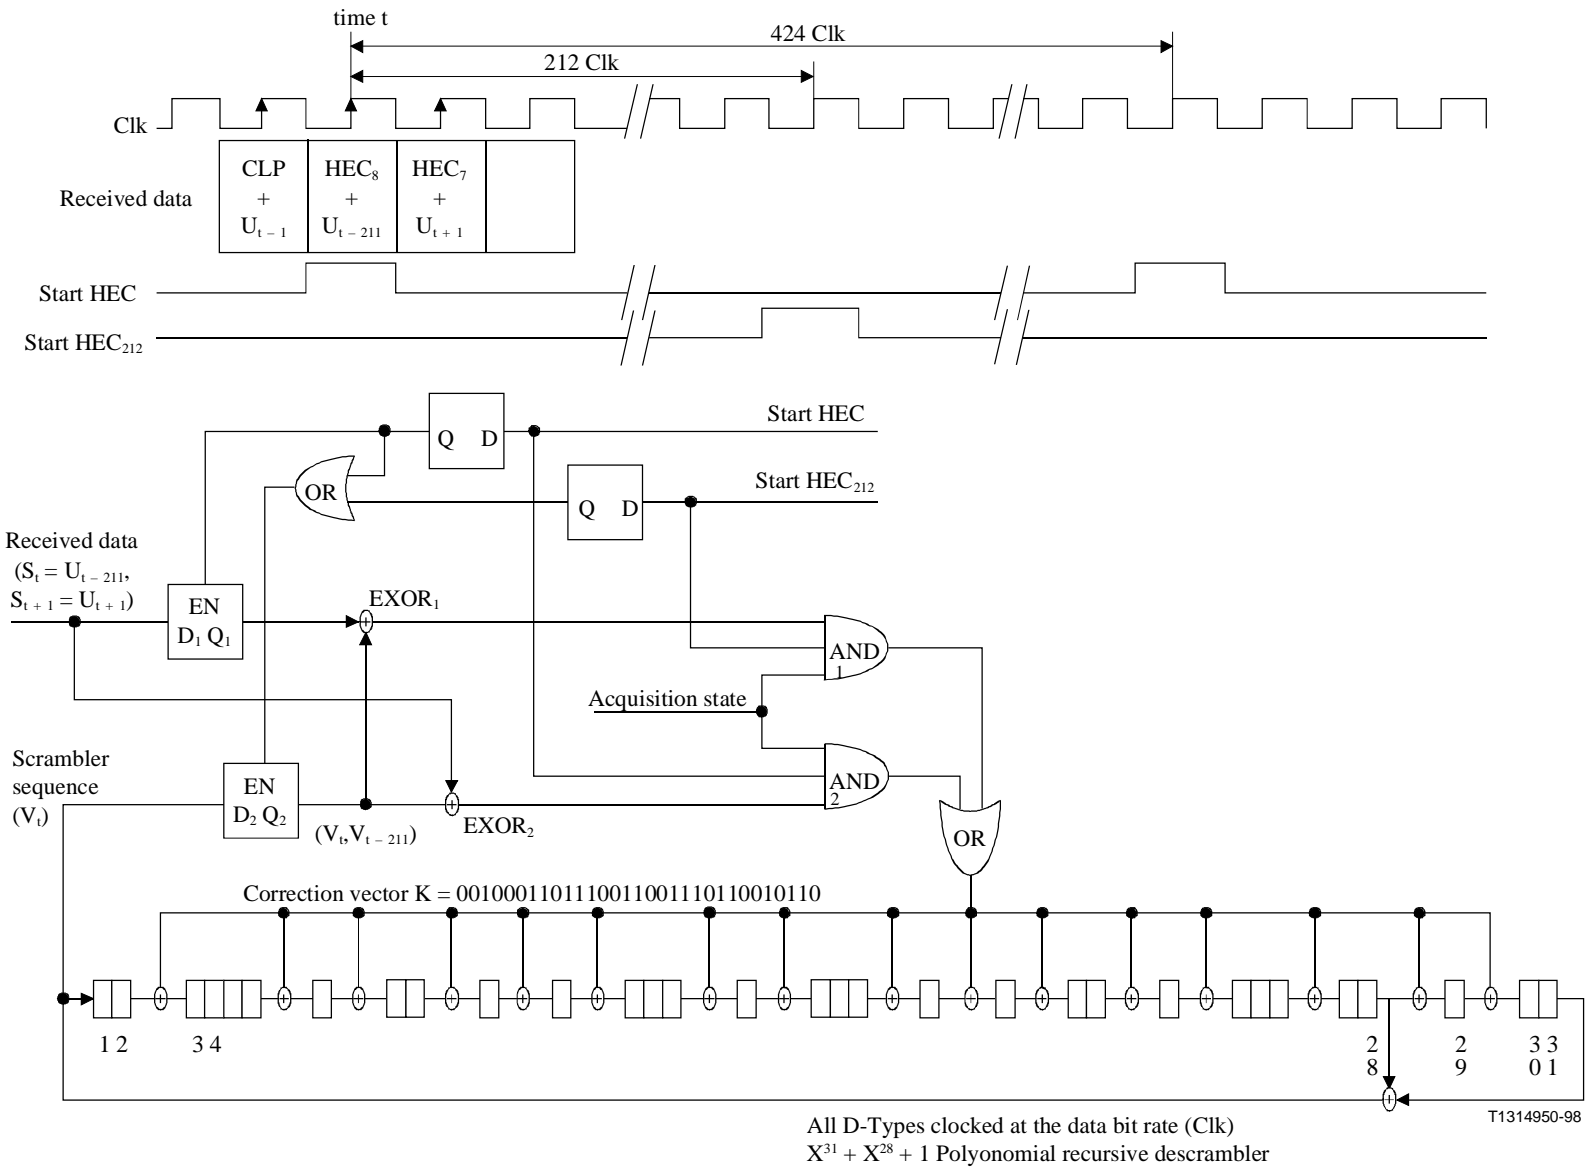 time t
424 Clk
212 Clk
Clk
Received data
CLP + U_{t – 1}
HEC_8 + U_{t – 211}
HEC_7 + U_{t + 1}
Start HEC
Start HEC_{212}
Start HEC
Q D
OR
Start HEC_{212}
Q D
Received data
(S_t = U_{t – 211},
S_{t + 1} = U_{t + 1})
EN
D_1 Q_1
EXOR_1
AND
1
Acquisition state
Scrambler
sequence
(V_t)
EN
D_2 Q_2
(V_t,V_{t – 211})
EXOR_2
AND
2
OR
Correction vector K = 0010001101110011001110110010110
1 2
3 4
2 8
2 9
3 3
0 1
T1314950-98
All D-Types clocked at the data bit rate (Clk)
X^{31} + X^{28} + 1 Polyonomial recursive descrambler